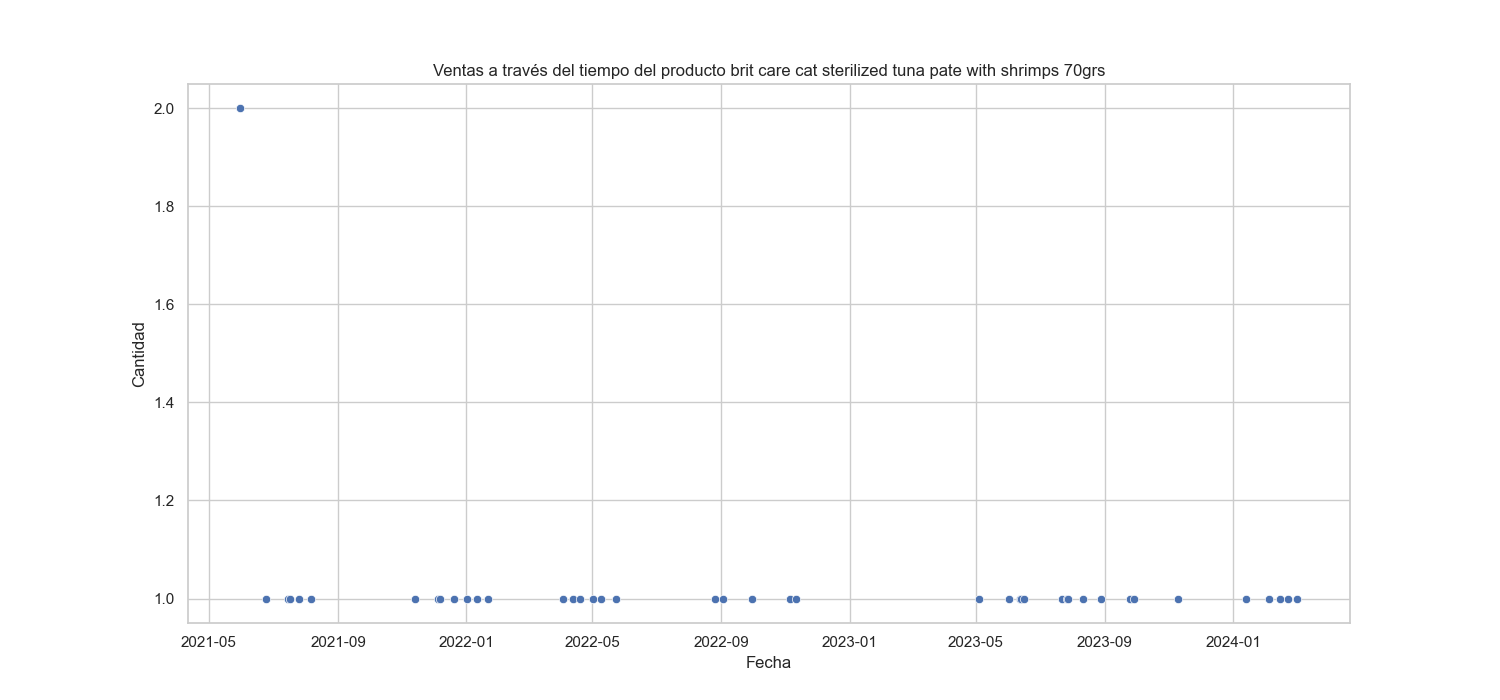 Ventas a través del tiempo del producto brit care cat sterilized tuna pate with shrimps 70grs
Cantidad
2.0
1.8
1.6
1.4
1.2
1.0
2021-05 2021-09 2022-01 2022-05 2022-09 2023-01 2023-05 2023-09 2024-01
Fecha